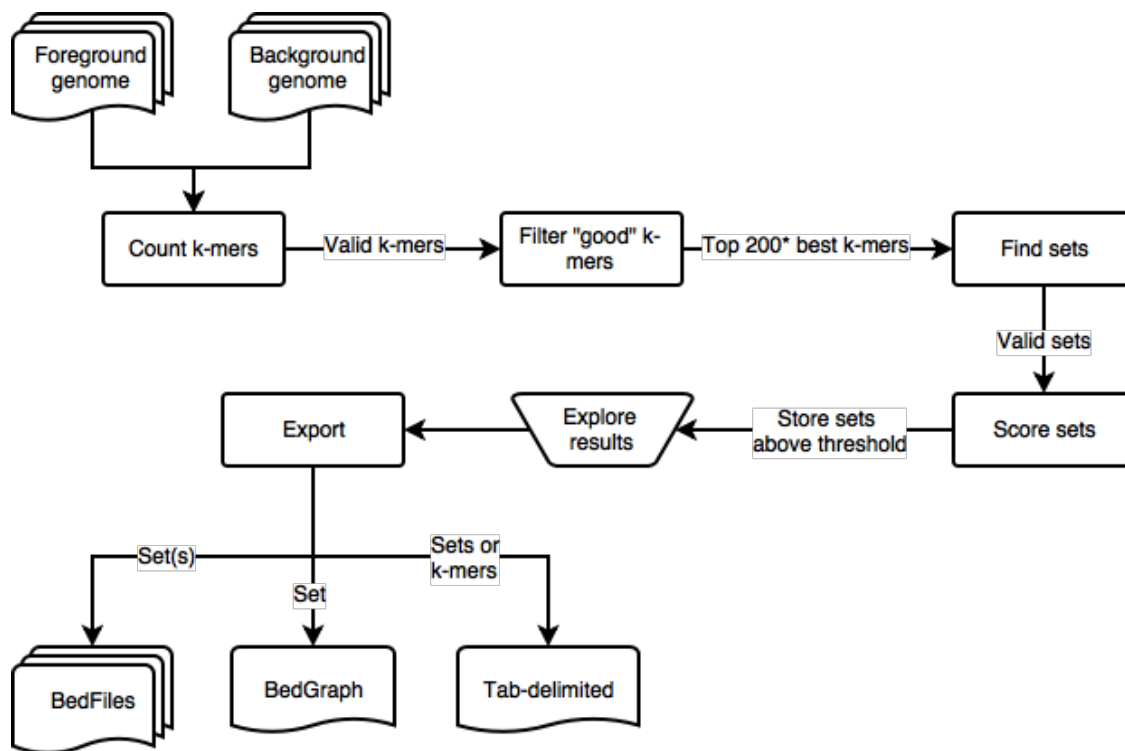 Foreground
genome
Background
genome
Count k-mers
Valid k-mers
Filter "good" k-
mers
Top 200* best k-mers
Find sets
Valid sets
Export
Explore
results
Store sets
above threshold
Score sets
Set(s)
Set
Sets or
k-mers
BedFiles
BedGraph
Tab-delimited